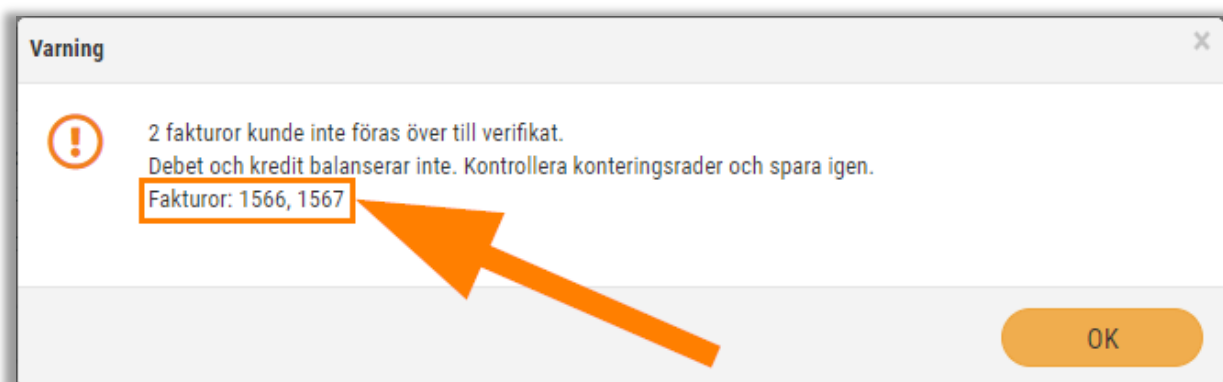 Varning
2 fakturor kunde inte föras över till verifikat.
Debet och kredit balanserar inte. Kontrollera konteringsrader och spara igen.
Fakturor: 1566, 1567
OK